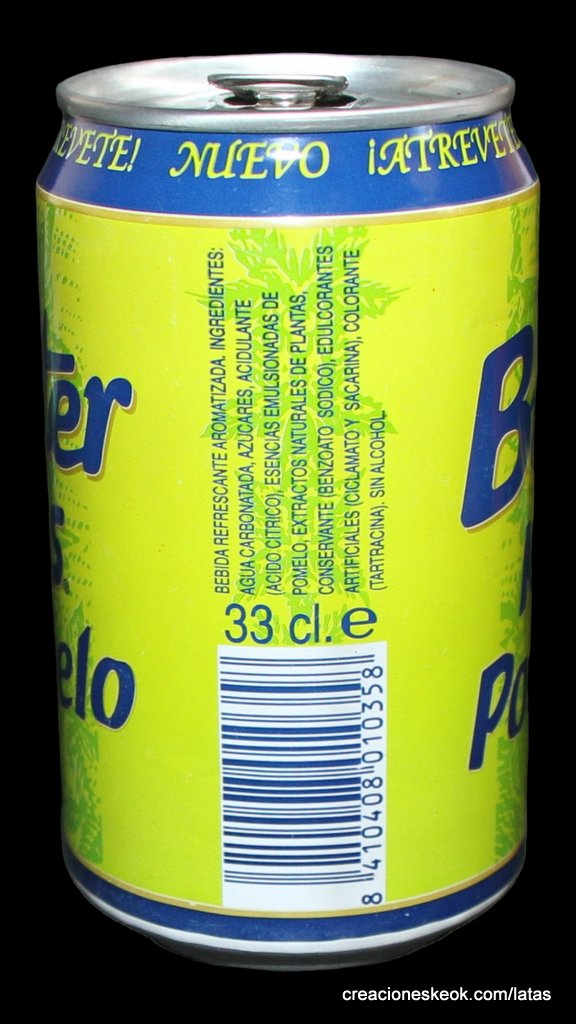 NUEVO
BEBIDA REFRESCANTE AROMATIZADA. INGREDIENTES:
AGUA CARBONATADA, AZUCARES, ACIDULANTE
(ACIDO CITRICO), ESENCIAS EMULSIONADAS DE
POMELO, EXTRACTOS NATURALES DE PLANTAS,
CONSERVANTE (BENZOATO SODICO), EDULCORANTES
ARTIFICIALES (CICLAMATO Y SACARINA), COLORANTE
(TARTRACINA). SIN ALCOHOL.
33 cl. e
8 410408 010358
creacioneskeok.com/latas